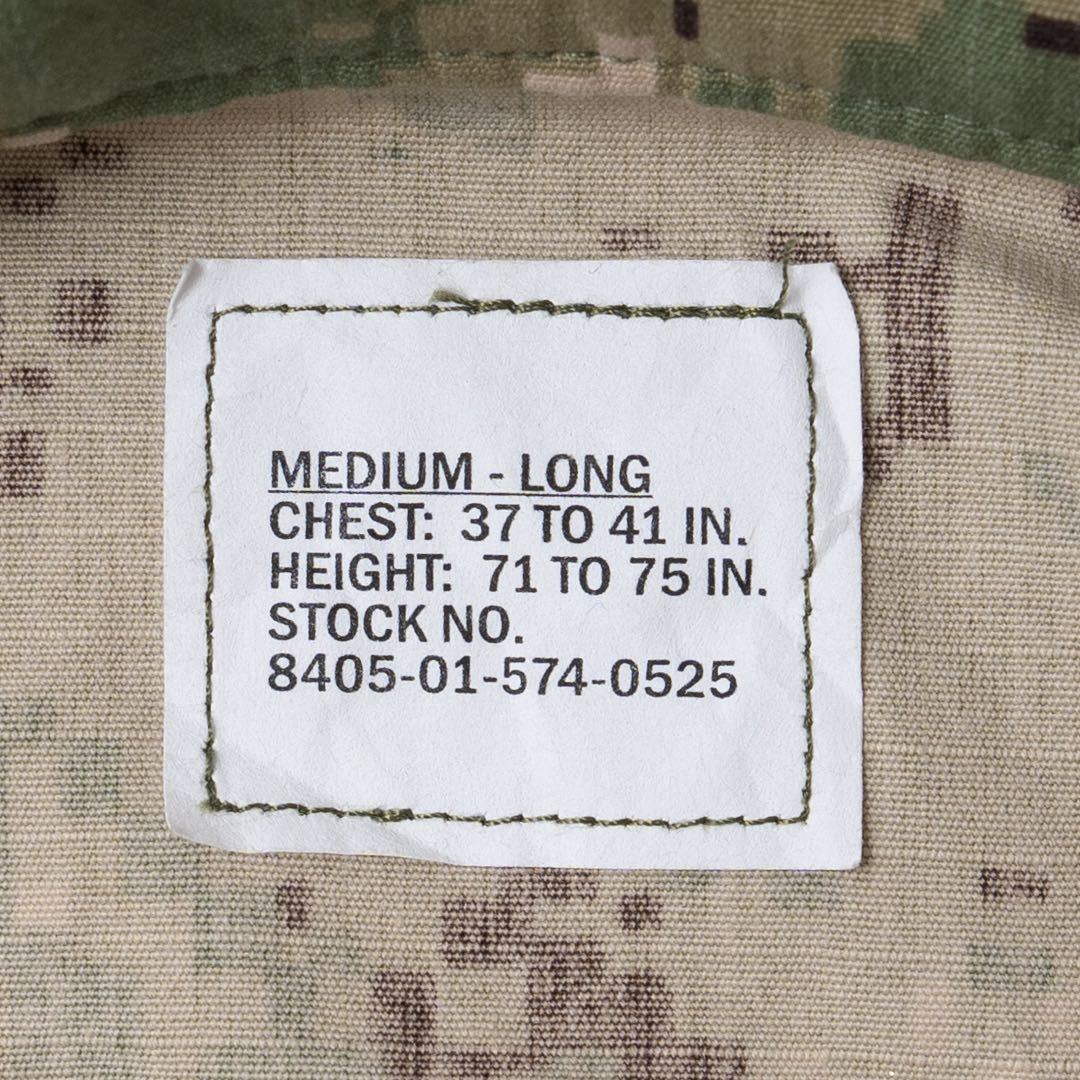 MEDIUM - LONG
CHEST: 37 TO 41 IN.
HEIGHT: 71 TO 75 IN.
STOCK NO.
8405-01-574-0525